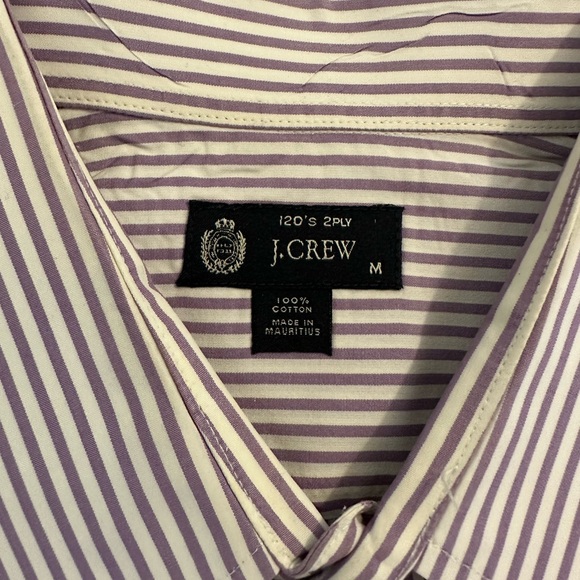 120's 2PLY
J.CREW
M
100%
COTTON
MADE IN
MAURITIUS